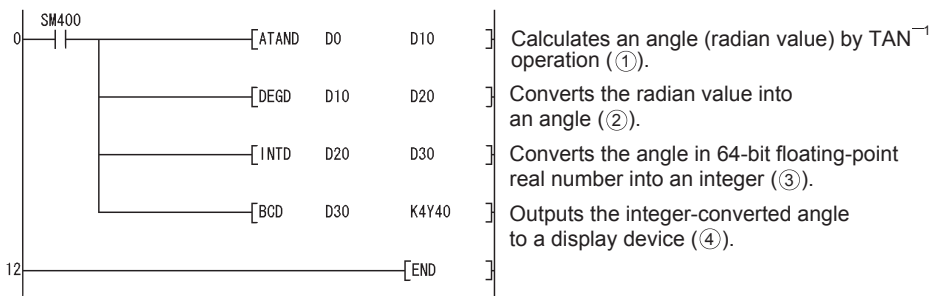 SM400
0 ATAND D0 D10 Calculates an angle (radian value) by TAN⁻¹
operation (①).
DEGD D10 D20 Converts the radian value into
an angle (②).
INTD D20 D30 Converts the angle in 64-bit floating-point
real number into an integer (③).
BCD D30 K4Y40 Outputs the integer-converted angle
to a display device (④).
12 END